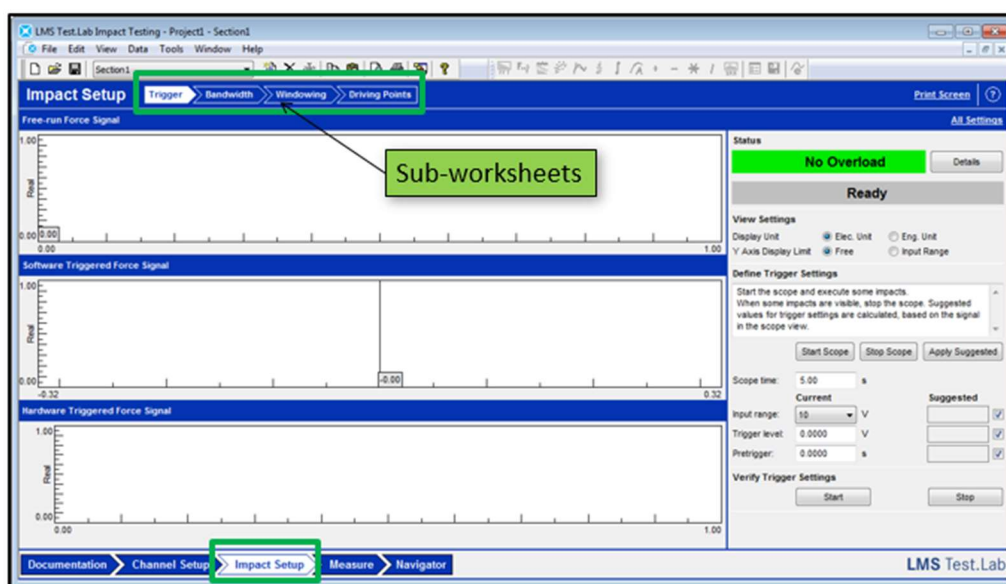 LMS Test.Lab Impact Testing - Project1 - Section1
File Edit View Data Tools Window Help
Section1
Impact Setup Trigger Bandwidth Windowing Driving Points Print Screen ?
Free-run Force Signal All Settings
1.00
Real
0.00 0.00
0.00 1.00
Sub-worksheets
Software Triggered Force Signal
1.00
Real
0.00 -0.00
-0.32 0.32
Hardware Triggered Force Signal
1.00
Real
0.00
0.00 1.00
Status
No Overload Details
Ready
View Settings
Display Unit Elec. Unit Eng. Unit
Y Axis Display Limit Free Input Range
Define Trigger Settings
Start the scope and execute some impacts.
When some impacts are visible, stop the scope. Suggested
values for trigger settings are calculated, based on the signal
in the scope view.
Start Scope Stop Scope Apply Suggested
Scope time: 5.00 s
Current Suggested
Input range: 10 V
Trigger level: 0.0000 V
Pretrigger: 0.0000 s
Verify Trigger Settings
Start Stop
Documentation Channel Setup Impact Setup Measure Navigator LMS Test.Lab